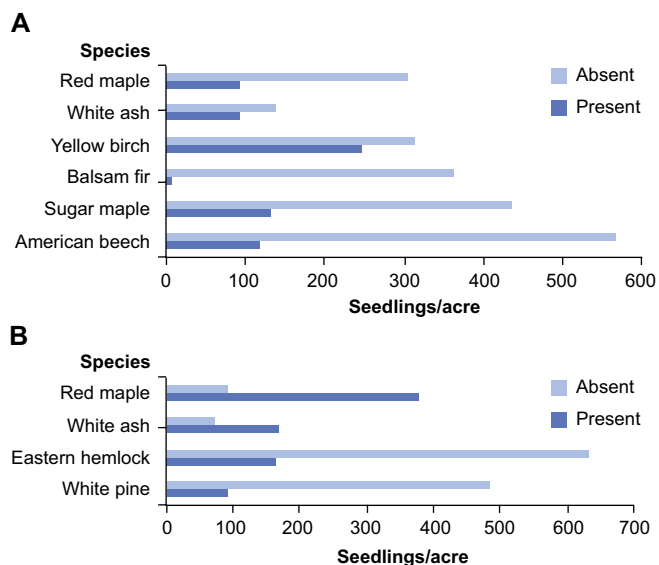 A
Species
Red maple
White ash
Yellow birch
Balsam fir
Sugar maple
American beech
Absent
Present
0 100 200 300 400 500 600
Seedlings/acre
B
Species
Red maple
White ash
Eastern hemlock
White pine
Absent
Present
0 100 200 300 400 500 600 700
Seedlings/acre